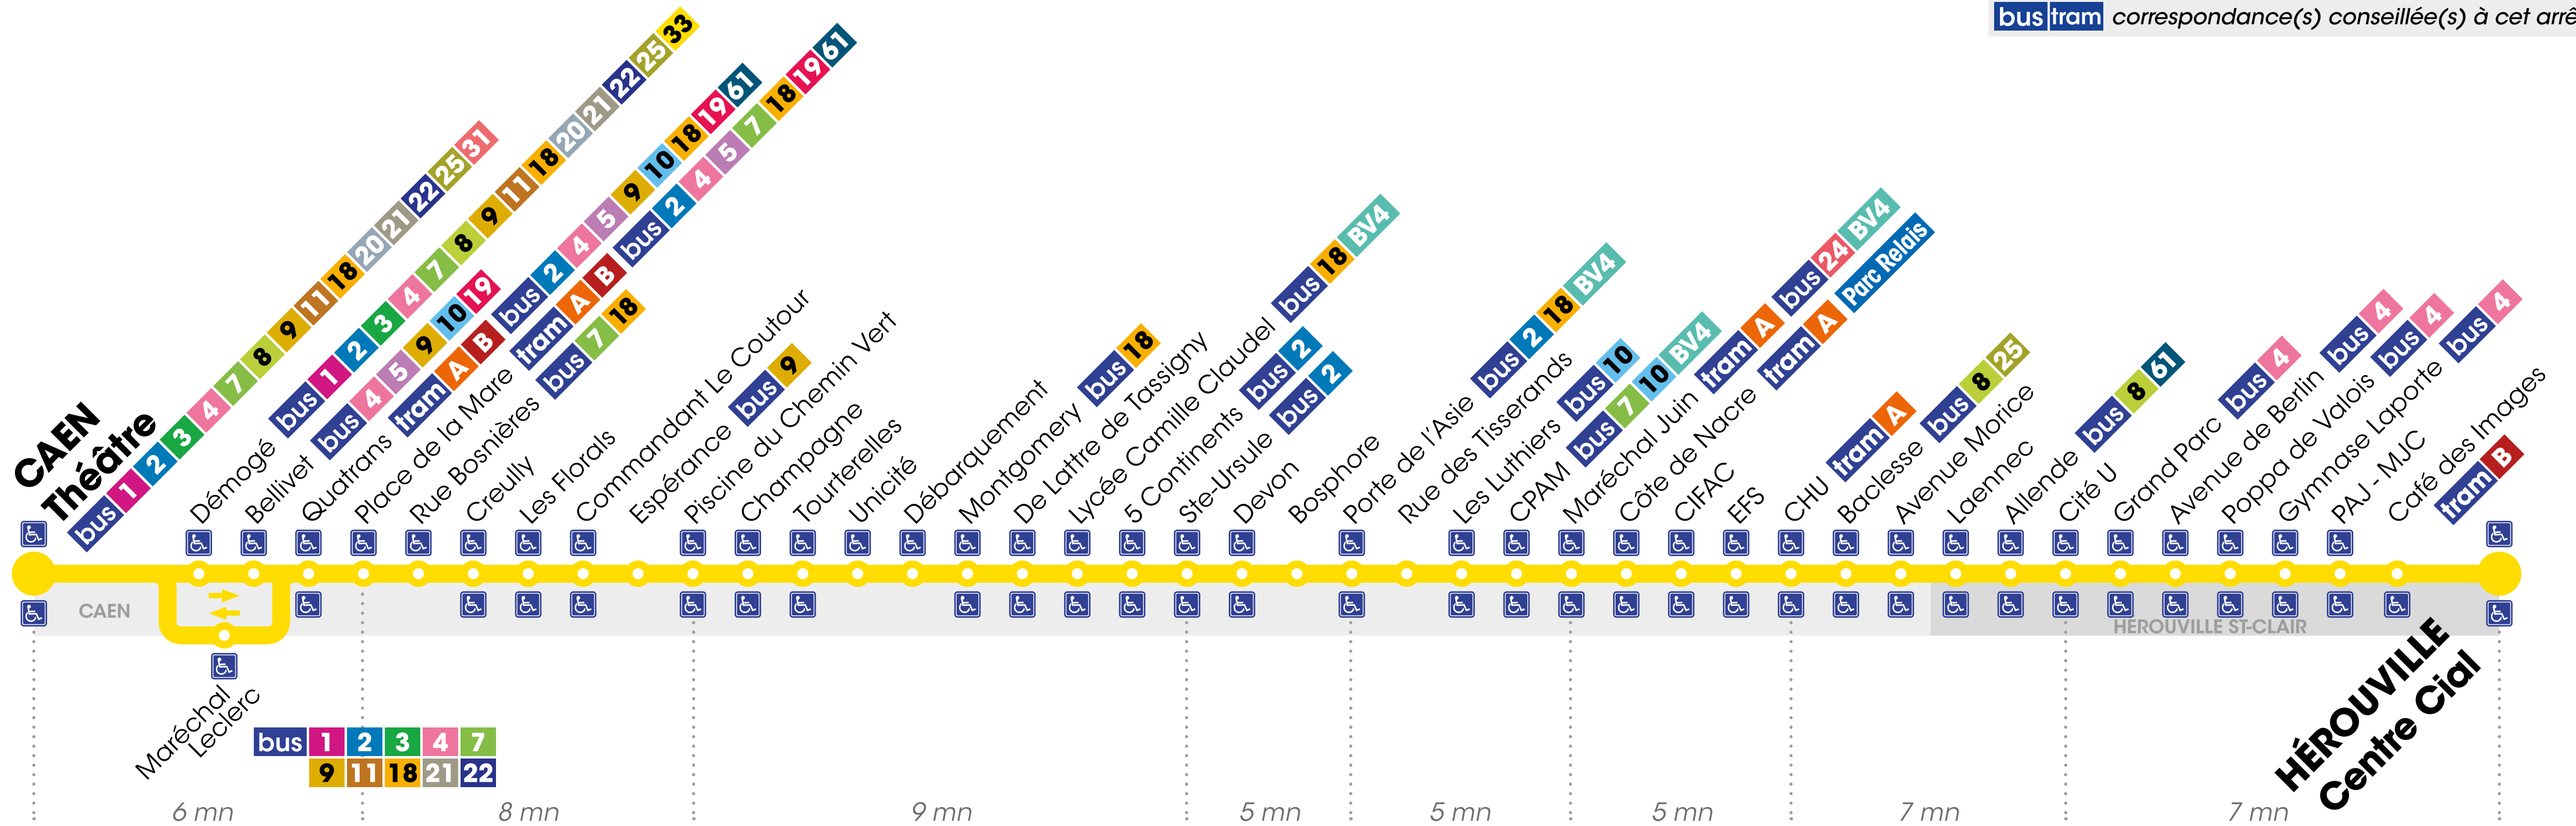 bus tram correspondance(s) conseillée(s) à cet arrê
CAEN
Théâtre
bus 1 2 3 4 7 8 9 11 18 20 21 22 25 31
Démogé bus 1 2 3 4 7 8 9 11 18 20 21 22 25 33
Bellivet bus 4 5 9 10 19
Quatrans tram A B bus 2 4 5 9 10 18 19 61
Place de la Mare tram A B bus 2 4 5 7 18 19 61
Rue Bosnières bus 7 18
Creully
Les Florals
Commandant Le Coutour
Espérance bus 9
Piscine du Chemin Vert
Champagne
Tourterelles
Unicité
Débarquement
Montgomery bus 18
De Lattre de Tassigny
Lycée Camille Claudel bus 18 BV4
5 Continents bus 2
Ste-Ursule bus 2
Devon
Bosphore
Porte de l'Asie bus 2 18 BV4
Rue des Tisserands
Les Luthiers bus 10
CPAM bus 7 10 BV4
Maréchal Juin tram A bus 24 BV4
Côte de Nacre tram A Parc Relais
CIFAC
EFS
CHU tram A
Baclesse bus 8 25
Avenue Morice
Laennec
Allende bus 8 61
Cité U
Grand Parc bus 4
Avenue de Berlin bus 4
Poppa de Valois bus 4
Gymnase Laporte bus 4
PAJ - MJC
Café des Images
tram B
CAEN
HÉROUVILLE ST-CLAIR
HÉROUVILLE
Centre Cial
Maréchal
Leclerc
bus 1 2 3 4 7
9 11 18 21 22
6 mn 8 mn 9 mn 5 mn 5 mn 5 mn 7 mn 7 mn